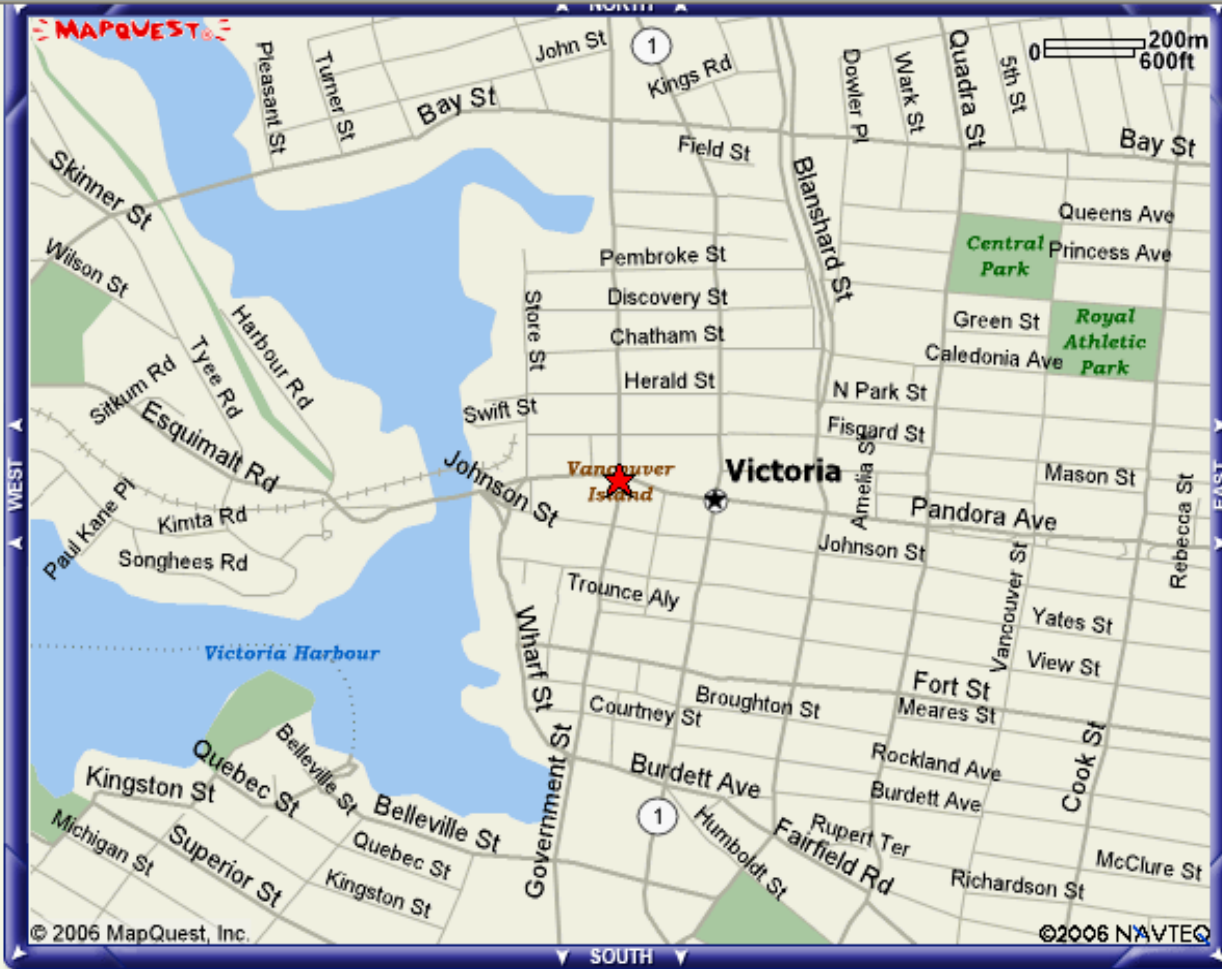 NORTH
MAPQUEST
John St
1
Kings Rd
200m
0
600ft
Pleasant St
Turner St
Bay St
Dowler Pl
Wark St
Quadra St
5th St
Field St
Bay St
Skinner St
Blanshard St
Queens Ave
Wilson St
Pembroke St
Central
Park
Princess Ave
Store St
Discovery St
Harbour Rd
Chatham St
Green St
Royal
Athletic
Park
Tyee Rd
Caledonia Ave
Sitkum Rd
Herald St
N Park St
Swift St
Esquimalt Rd
Fisgard St
Johnson St
Vancouver
Island
Victoria
Amelia St
Mason St
WEST
EAST
Paul Kane Pl
Kimta Rd
Pandora Ave
Rebecca St
Songhees Rd
Johnson St
Trounce Aly
Vancouver St
Yates St
Victoria Harbour
Wharf St
View St
Fort St
Courtney St
Broughton St
Meares St
Quebec St
Belleville St
Government St
Rockland Ave
Cook St
Kingston St
Burdett Ave
Burdett Ave
Belleville St
1
Michigan St
Superior St
Quebec St
Humboldt St
Rupert Ter
Fairfield Rd
McClure St
Kingston St
Richardson St
© 2006 MapQuest, Inc.
©2006 NAVTEQ
SOUTH